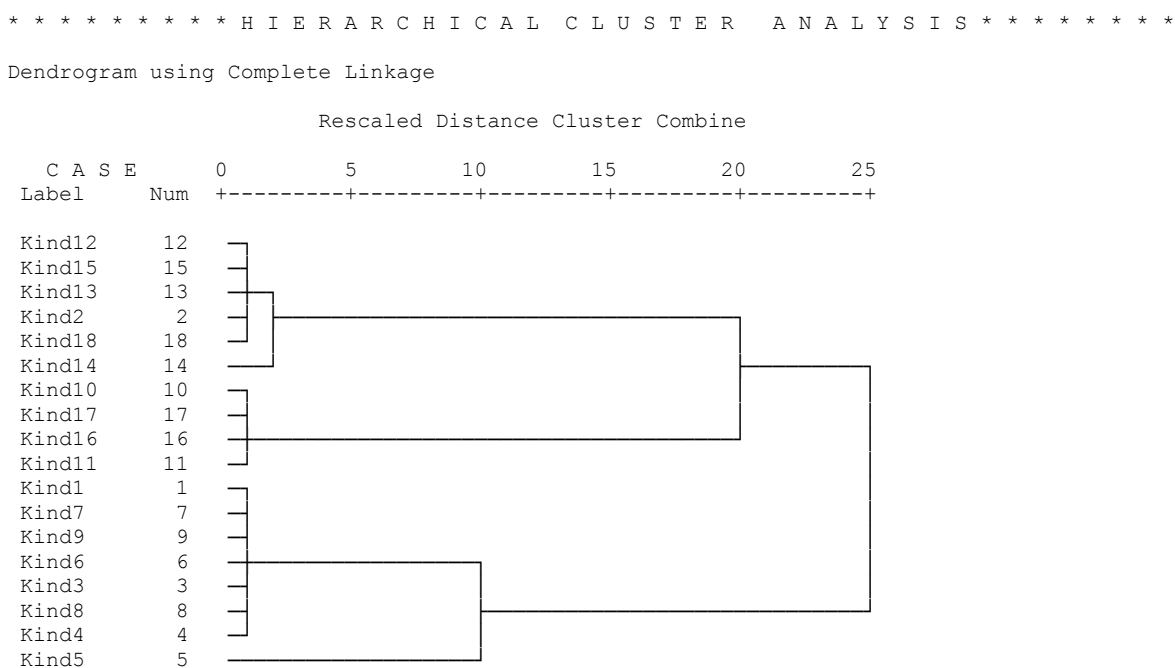 * * * * * * * * * H I E R A R C H I C A L   C L U S T E R   A N A L Y S I S * * * * * * * *
Dendrogram using Complete Linkage
Rescaled Distance Cluster Combine
C A S E 0 5 10 15 20 25
Label Num +---------+---------+---------+---------+---------+
Kind12 12
Kind15 15
Kind13 13
Kind2 2
Kind18 18
Kind14 14
Kind10 10
Kind17 17
Kind16 16
Kind11 11
Kind1 1
Kind7 7
Kind9 9
Kind6 6
Kind3 3
Kind8 8
Kind4 4
Kind5 5